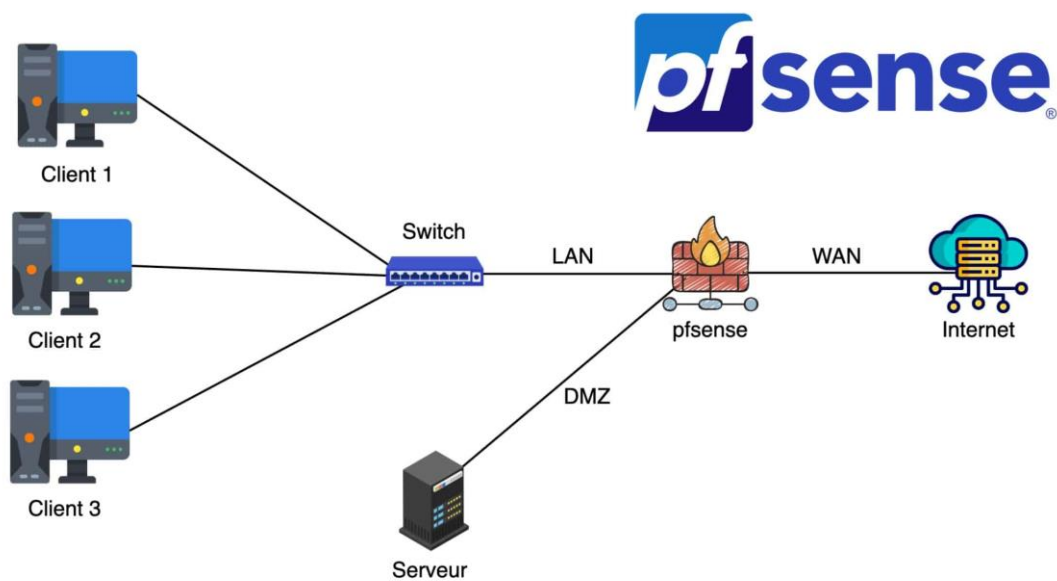 pfsense®
Client 1
Switch
LAN
WAN
Client 2
pfsense
Internet
DMZ
Client 3
Serveur